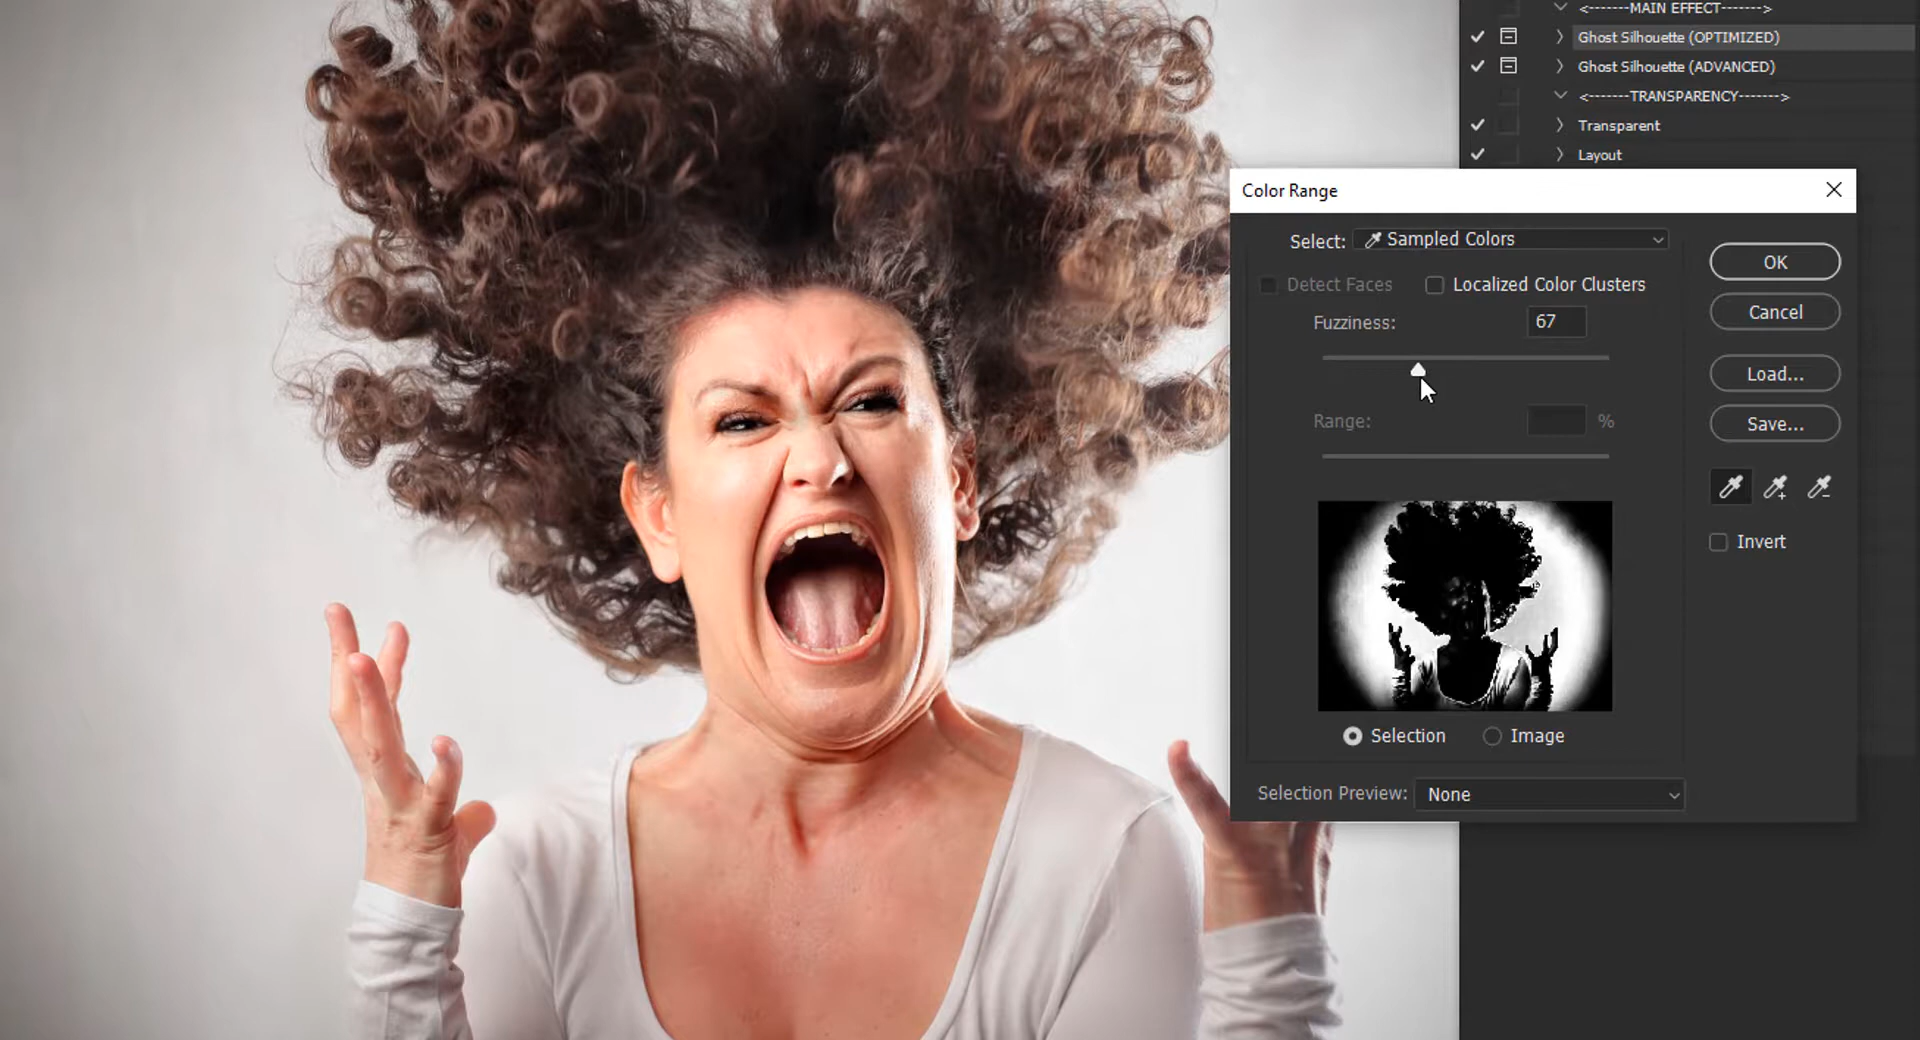 <-------MAIN EFFECT------->
Ghost Silhouette (OPTIMIZED)
Ghost Silhouette (ADVANCED)
<-------TRANSPARENCY------->
Transparent
Layout
Color Range
Select: Sampled Colors
Detect Faces Localized Color Clusters
Fuzziness: 67
Range: %
Selection Image
Selection Preview: None
OK
Cancel
Load...
Save...
Invert